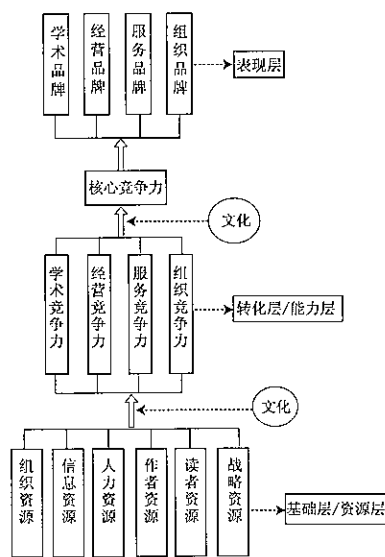 学术品牌
经营品牌
服务品牌
组织品牌
表现层
核心竞争力
文化
学术竞争力
经营竞争力
服务竞争力
组织竞争力
转化层/能力层
文化
组织资源
信息资源
人力资源
作者资源
读者资源
战略资源
基础层/资源层